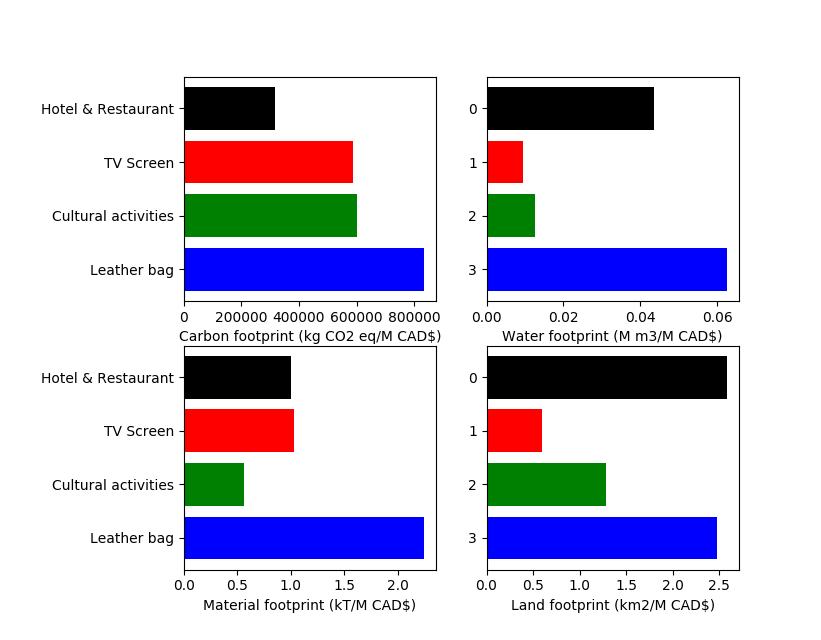 Hotel & Restaurant
TV Screen
Cultural activities
Leather bag
0 200000 400000 600000 800000
Carbon footprint (kg CO2 eq/M CAD$)
0
1
2
3
0.00 0.02 0.04 0.06
Water footprint (M m3/M CAD$)
Hotel & Restaurant
TV Screen
Cultural activities
Leather bag
0.0 0.5 1.0 1.5 2.0
Material footprint (kT/M CAD$)
0
1
2
3
0.0 0.5 1.0 1.5 2.0 2.5
Land footprint (km2/M CAD$)